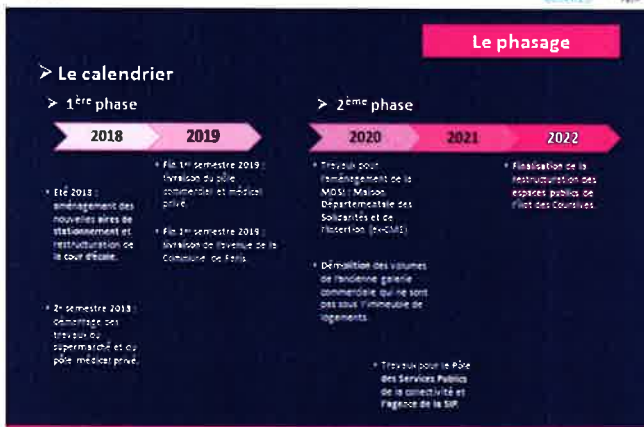 Le phasage
➢ Le calendrier
➢ 1ère phase
2018
2019
• Eté 2018 :
aménagement des
nouvelles aires de
stationnement et
restructuration de
la cour d'école.
• 2e semestre 2018 :
démarrage des
travaux du
supermarché et du
pôle médical privé.
• Fin 1er semestre 2019 :
livraison du pôle
commercial et médical
privé.
• Fin 1er semestre 2019 :
livraison de l'avenue de la
Commune de Paris.
➢ 2ème phase
2020
2021
2022
• Travaux pour
l'aménagement de la
MDSI : Maison
Départementale des
Solidarités et de
l'Insertion (ex-CMS)
• Démolition des volumes
de l'ancienne galerie
commerciale qui ne sont
pas sous l'immeuble de
logements.
• Travaux pour le Pôle
des Services Publics
de la collectivité et
l'agence de la SIP.
• Finalisation de la
restructuration des
espaces publics de
l'îlot des Coursives.